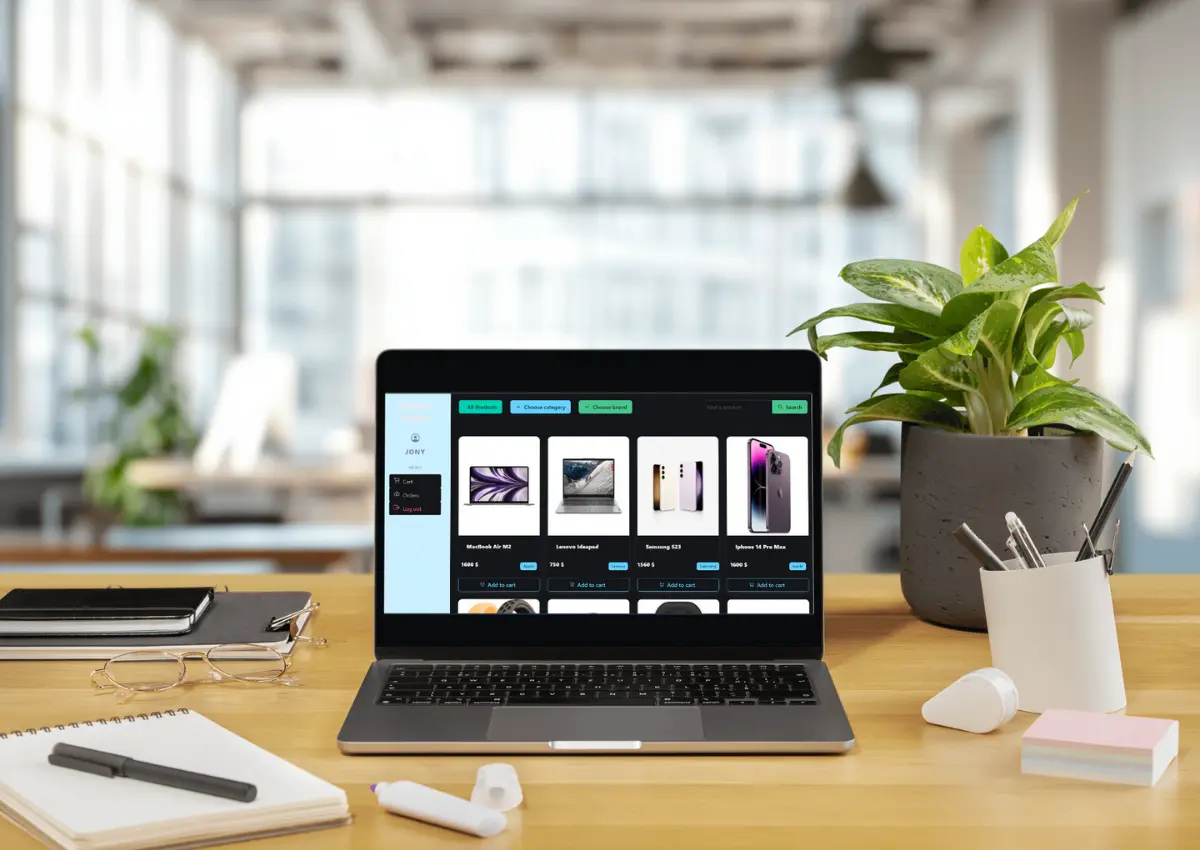 All Products
Choose category
Choose brand
Find a product
Search
JONY
MENU
Cart
Orders
Log out
MacBook Air M2
Lenovo ideapad
Samsung S23
Iphone 14 Pro Max
1600 $
Apple
750 $
Lenovo
1560 $
Samsung
1600 $
Apple
Add to cart
Add to cart
Add to cart
Add to cart